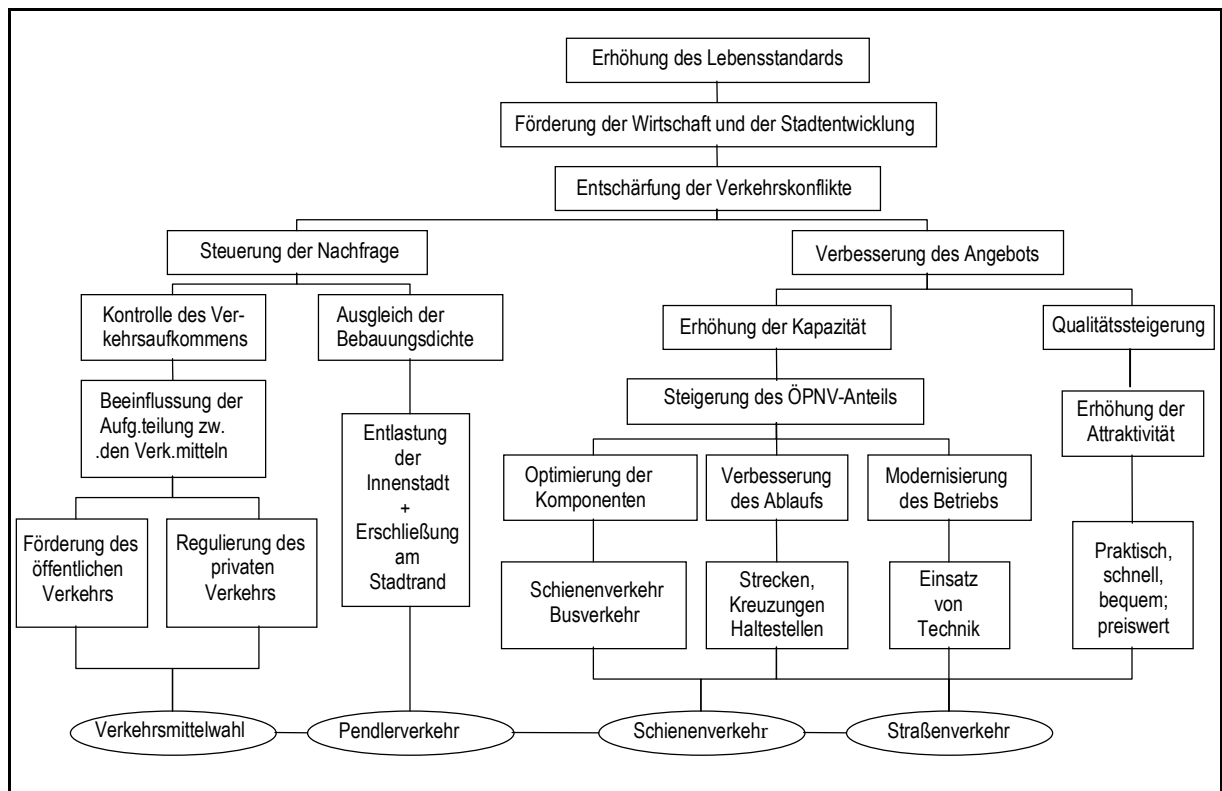 Erhöhung des Lebensstandards
Förderung der Wirtschaft und der Stadtentwicklung
Entschärfung der Verkehrskonflikte
Steuerung der Nachfrage
Verbesserung des Angebots
Kontrolle des Ver-
kehrsaufkommens
Ausgleich der
Bebauungsdichte
Erhöhung der Kapazität
Qualitätssteigerung
Beeinflussung der
Aufg.teilung zw.
.den Verk.mitteln
Entlastung
der
Innenstadt
+
Erschließung
am
Stadtrand
Steigerung des ÖPNV-Anteils
Erhöhung der
Attraktivität
Optimierung der
Komponenten
Verbesserung
des Ablaufs
Modernisierung
des Betriebs
Förderung des
öffentlichen
Verkehrs
Regulierung des
privaten
Verkehrs
Schienenverkehr
Busverkehr
Strecken,
Kreuzungen
Haltestellen
Einsatz
von
Technik
Praktisch,
schnell,
bequem;
preiswert
Verkehrsmittelwahl
Pendlerverkehr
Schienenverkehr
Straßenverkehr